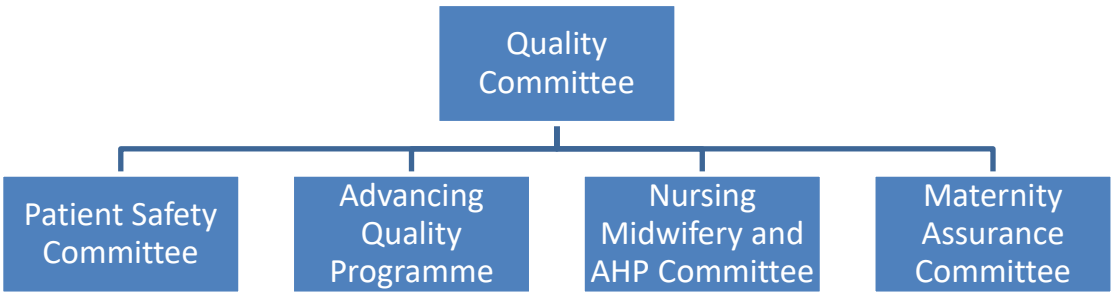 Quality
Committee
Patient Safety
Committee
Advancing
Quality
Programme
Nursing
Midwifery and
AHP Committee
Maternity
Assurance
Committee